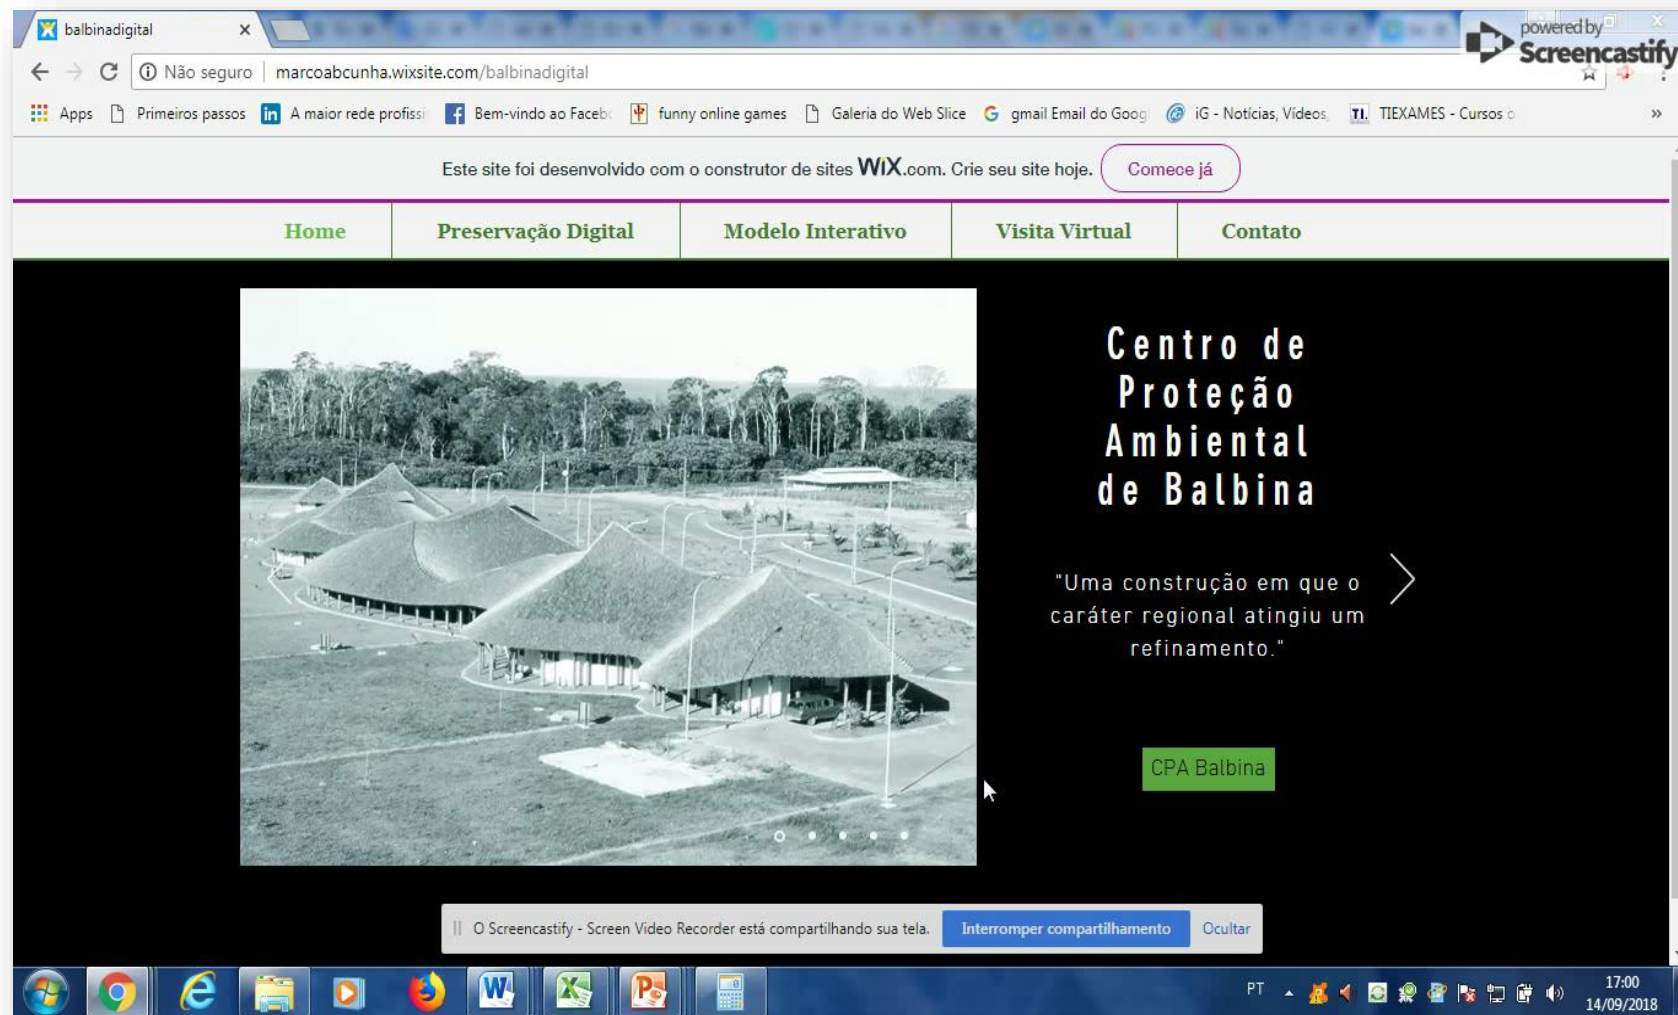 balbinadigital
powered by
Screencastify
Não seguro | marcoabcunha.wixsite.com/balbinadigital
Apps Primeiros passos in A maior rede profissi Bem-vindo ao Faceb funny online games Galeria do Web Slice G gmail Email do Goog iG - Notícias, Vídeos, TI. TIEXAMES - Cursos o »
Este site foi desenvolvido com o construtor de sites WiX.com. Crie seu site hoje. Comece já
Home Preservação Digital Modelo Interativo Visita Virtual Contato
Centro de
Proteção
Ambiental
de Balbina
"Uma construção em que o
caráter regional atingiu um
refinamento."
CPA Balbina
O Screencastify - Screen Video Recorder está compartilhando sua tela. Interromper compartilhamento Ocultar
PT 17:00
14/09/2018